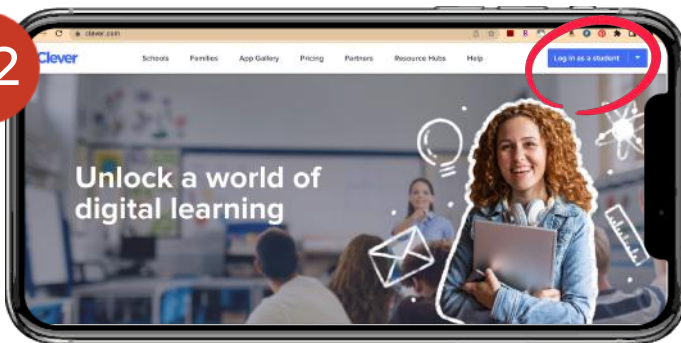 2
clever.com
Clever
Schools Families App Gallery Pricing Partners Resource Hubs Help
Log in as a student
Unlock a world of
digital learning